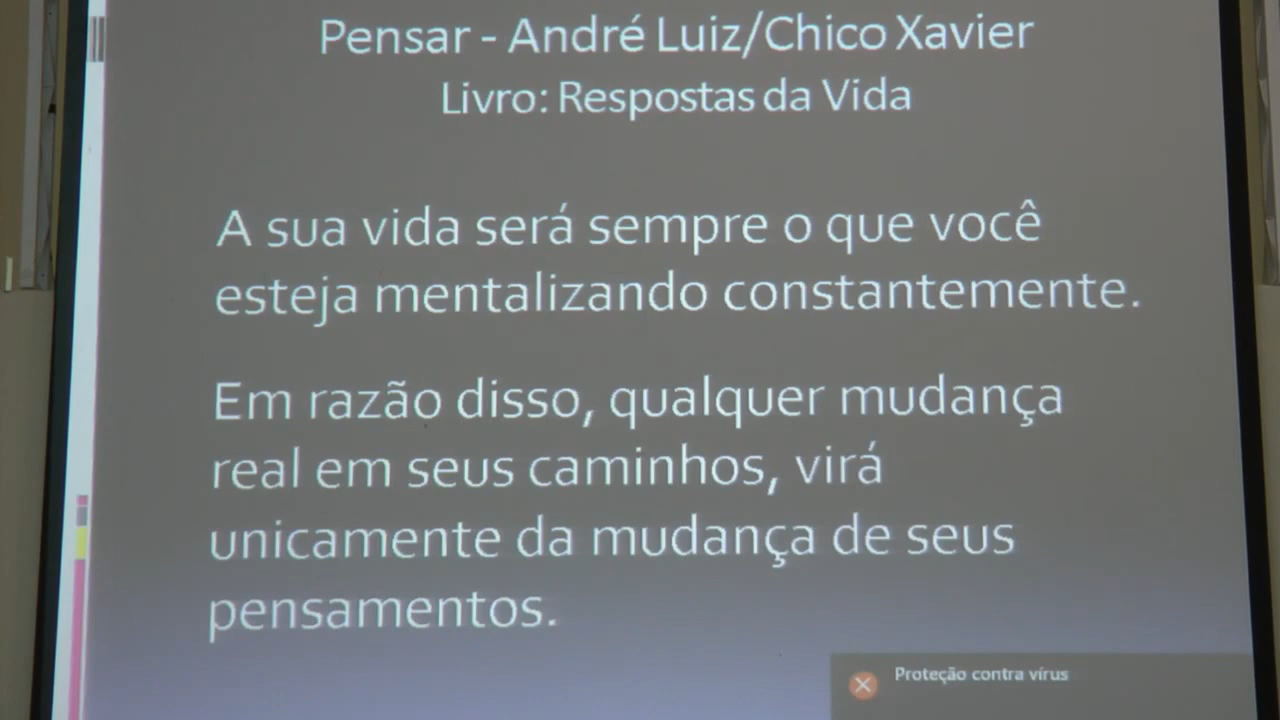 Pensar - André Luiz/Chico Xavier
Livro: Respostas da Vida
A sua vida será sempre o que você
esteja mentalizando constantemente.
Em razão disso, qualquer mudança
real em seus caminhos, virá
unicamente da mudança de seus
pensamentos.
Proteção contra vírus